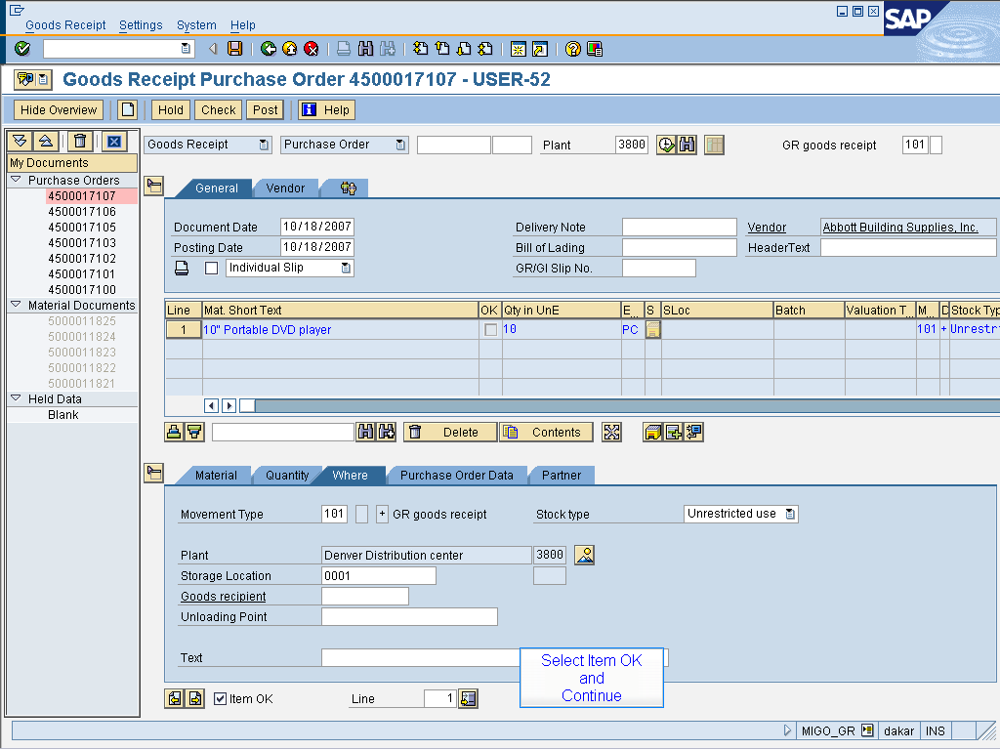 Goods Receipt Settings System Help
SAP
Goods Receipt Purchase Order 4500017107 - USER-52
Hide Overview Hold Check Post Help
Goods Receipt Purchase Order Plant 3800 GR goods receipt 101
My Documents
Purchase Orders
4500017107
4500017106
4500017105
4500017103
4500017102
4500017101
4500017100
Material Documents
5000011825
5000011824
5000011823
5000011822
5000011821
Held Data
Blank
General Vendor
Document Date 10/18/2007 Delivery Note Vendor Abbott Building Supplies, Inc.
Posting Date 10/18/2007 Bill of Lading HeaderText
Individual Slip GR/GI Slip No.
Line Mat. Short Text OK Qty in UnE E... S SLoc Batch Valuation T... M... D Stock Typ
1 10" Portable DVD player 10 PC 101 + Unrestr
Delete Contents
Material Quantity Where Purchase Order Data Partner
Movement Type 101 + GR goods receipt Stock type Unrestricted use
Plant Denver Distribution center 3800
Storage Location 0001
Goods recipient
Unloading Point
Text
Select Item OK
and
Continue
Item OK Line 1
MIGO_GR dakar INS